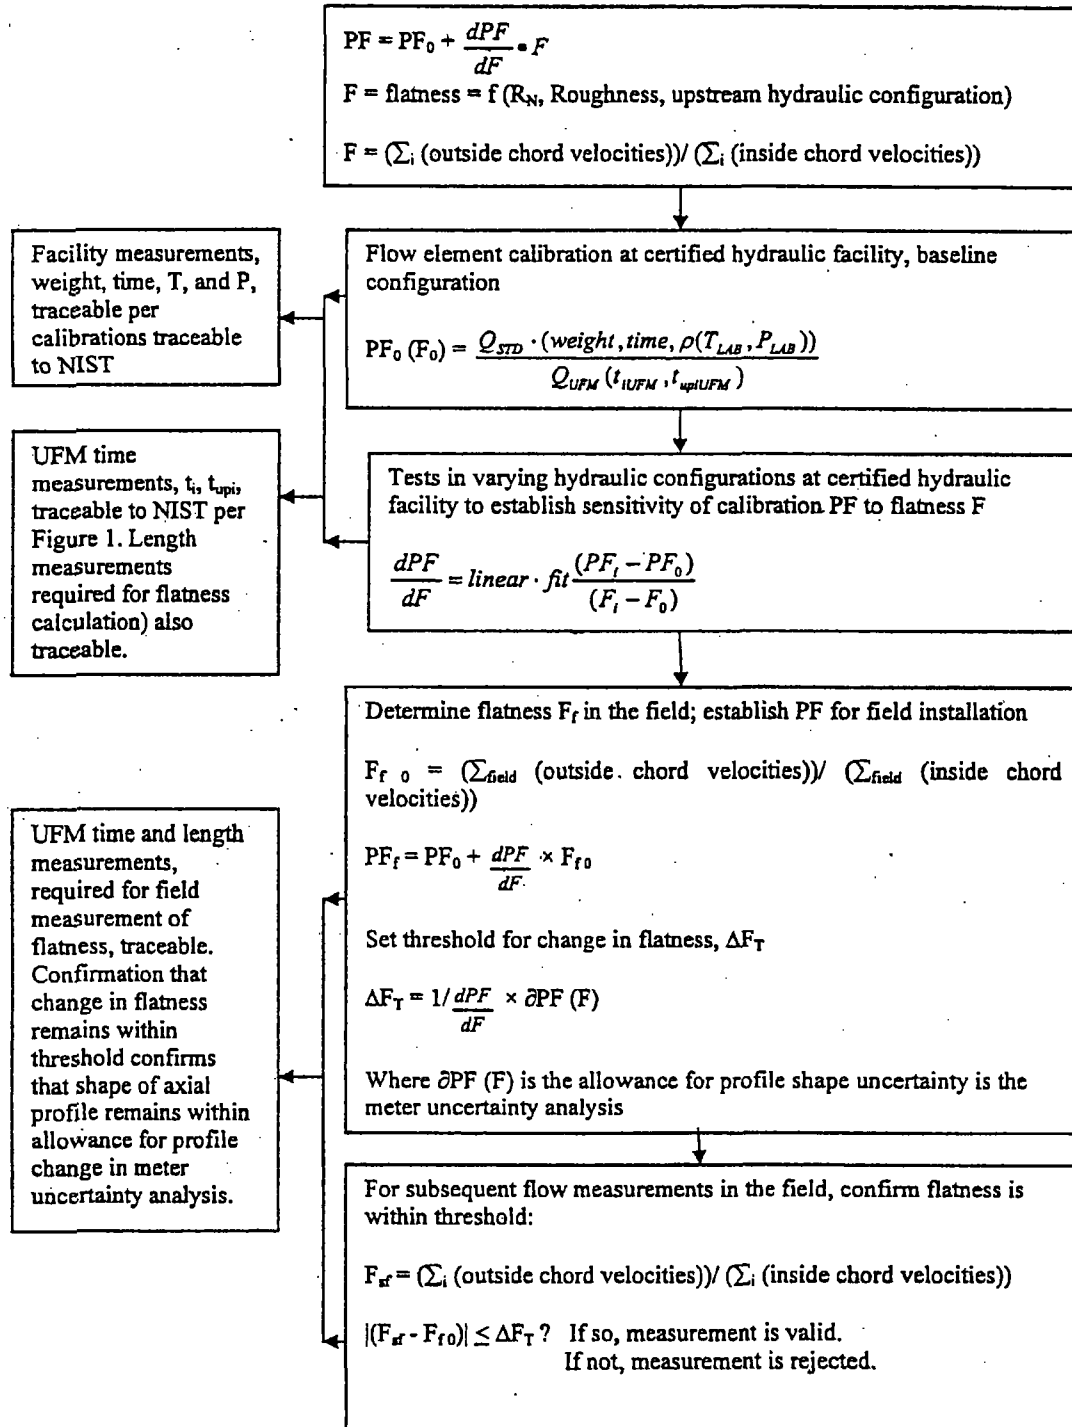 PF = PF₀ + dPF/dF • F
F = flatness = f (R_N, Roughness, upstream hydraulic configuration)
F = (∑ᵢ (outside chord velocities))/ (∑ᵢ (inside chord velocities))
Facility measurements,
weight, time, T, and P,
traceable per
calibrations traceable
to NIST
Flow element calibration at certified hydraulic facility, baseline
configuration
PF₀ (F₀) = Q_STD · (weight, time, ρ(T_LAB, P_LAB)) / Q_UFM (t_iUFM, t_upiUFM)
UFM time
measurements, tᵢ, t_upi,
traceable to NIST per
Figure 1. Length
measurements
required for flatness
calculation) also
traceable.
Tests in varying hydraulic configurations at certified hydraulic
facility to establish sensitivity of calibration PF to flatness F
dPF/dF = linear · fit (PFᵢ – PF₀)/(Fᵢ – F₀)
Determine flatness F_f in the field; establish PF for field installation
F_f 0 = (∑_field (outside. chord velocities))/ (∑_field (inside chord
velocities))
PF_f = PF₀ + dPF/dF. × F_f 0
Set threshold for change in flatness, ΔF_T
ΔF_T = 1/ dPF/dF × ∂PF (F)
Where ∂PF (F) is the allowance for profile shape uncertainty is the
meter uncertainty analysis
UFM time and length
measurements,
required for field
measurement of
flatness, traceable.
Confirmation that
change in flatness
remains within
threshold confirms
that shape of axial
profile remains within
allowance for profile
change in meter
uncertainty analysis.
For subsequent flow measurements in the field, confirm flatness is
within threshold:
F_sf = (∑ᵢ (outside chord velocities))/ (∑ᵢ (inside chord velocities))
|(F_sf - F_f 0)| ≤ ΔF_T ? If so, measurement is valid.
If not, measurement is rejected.